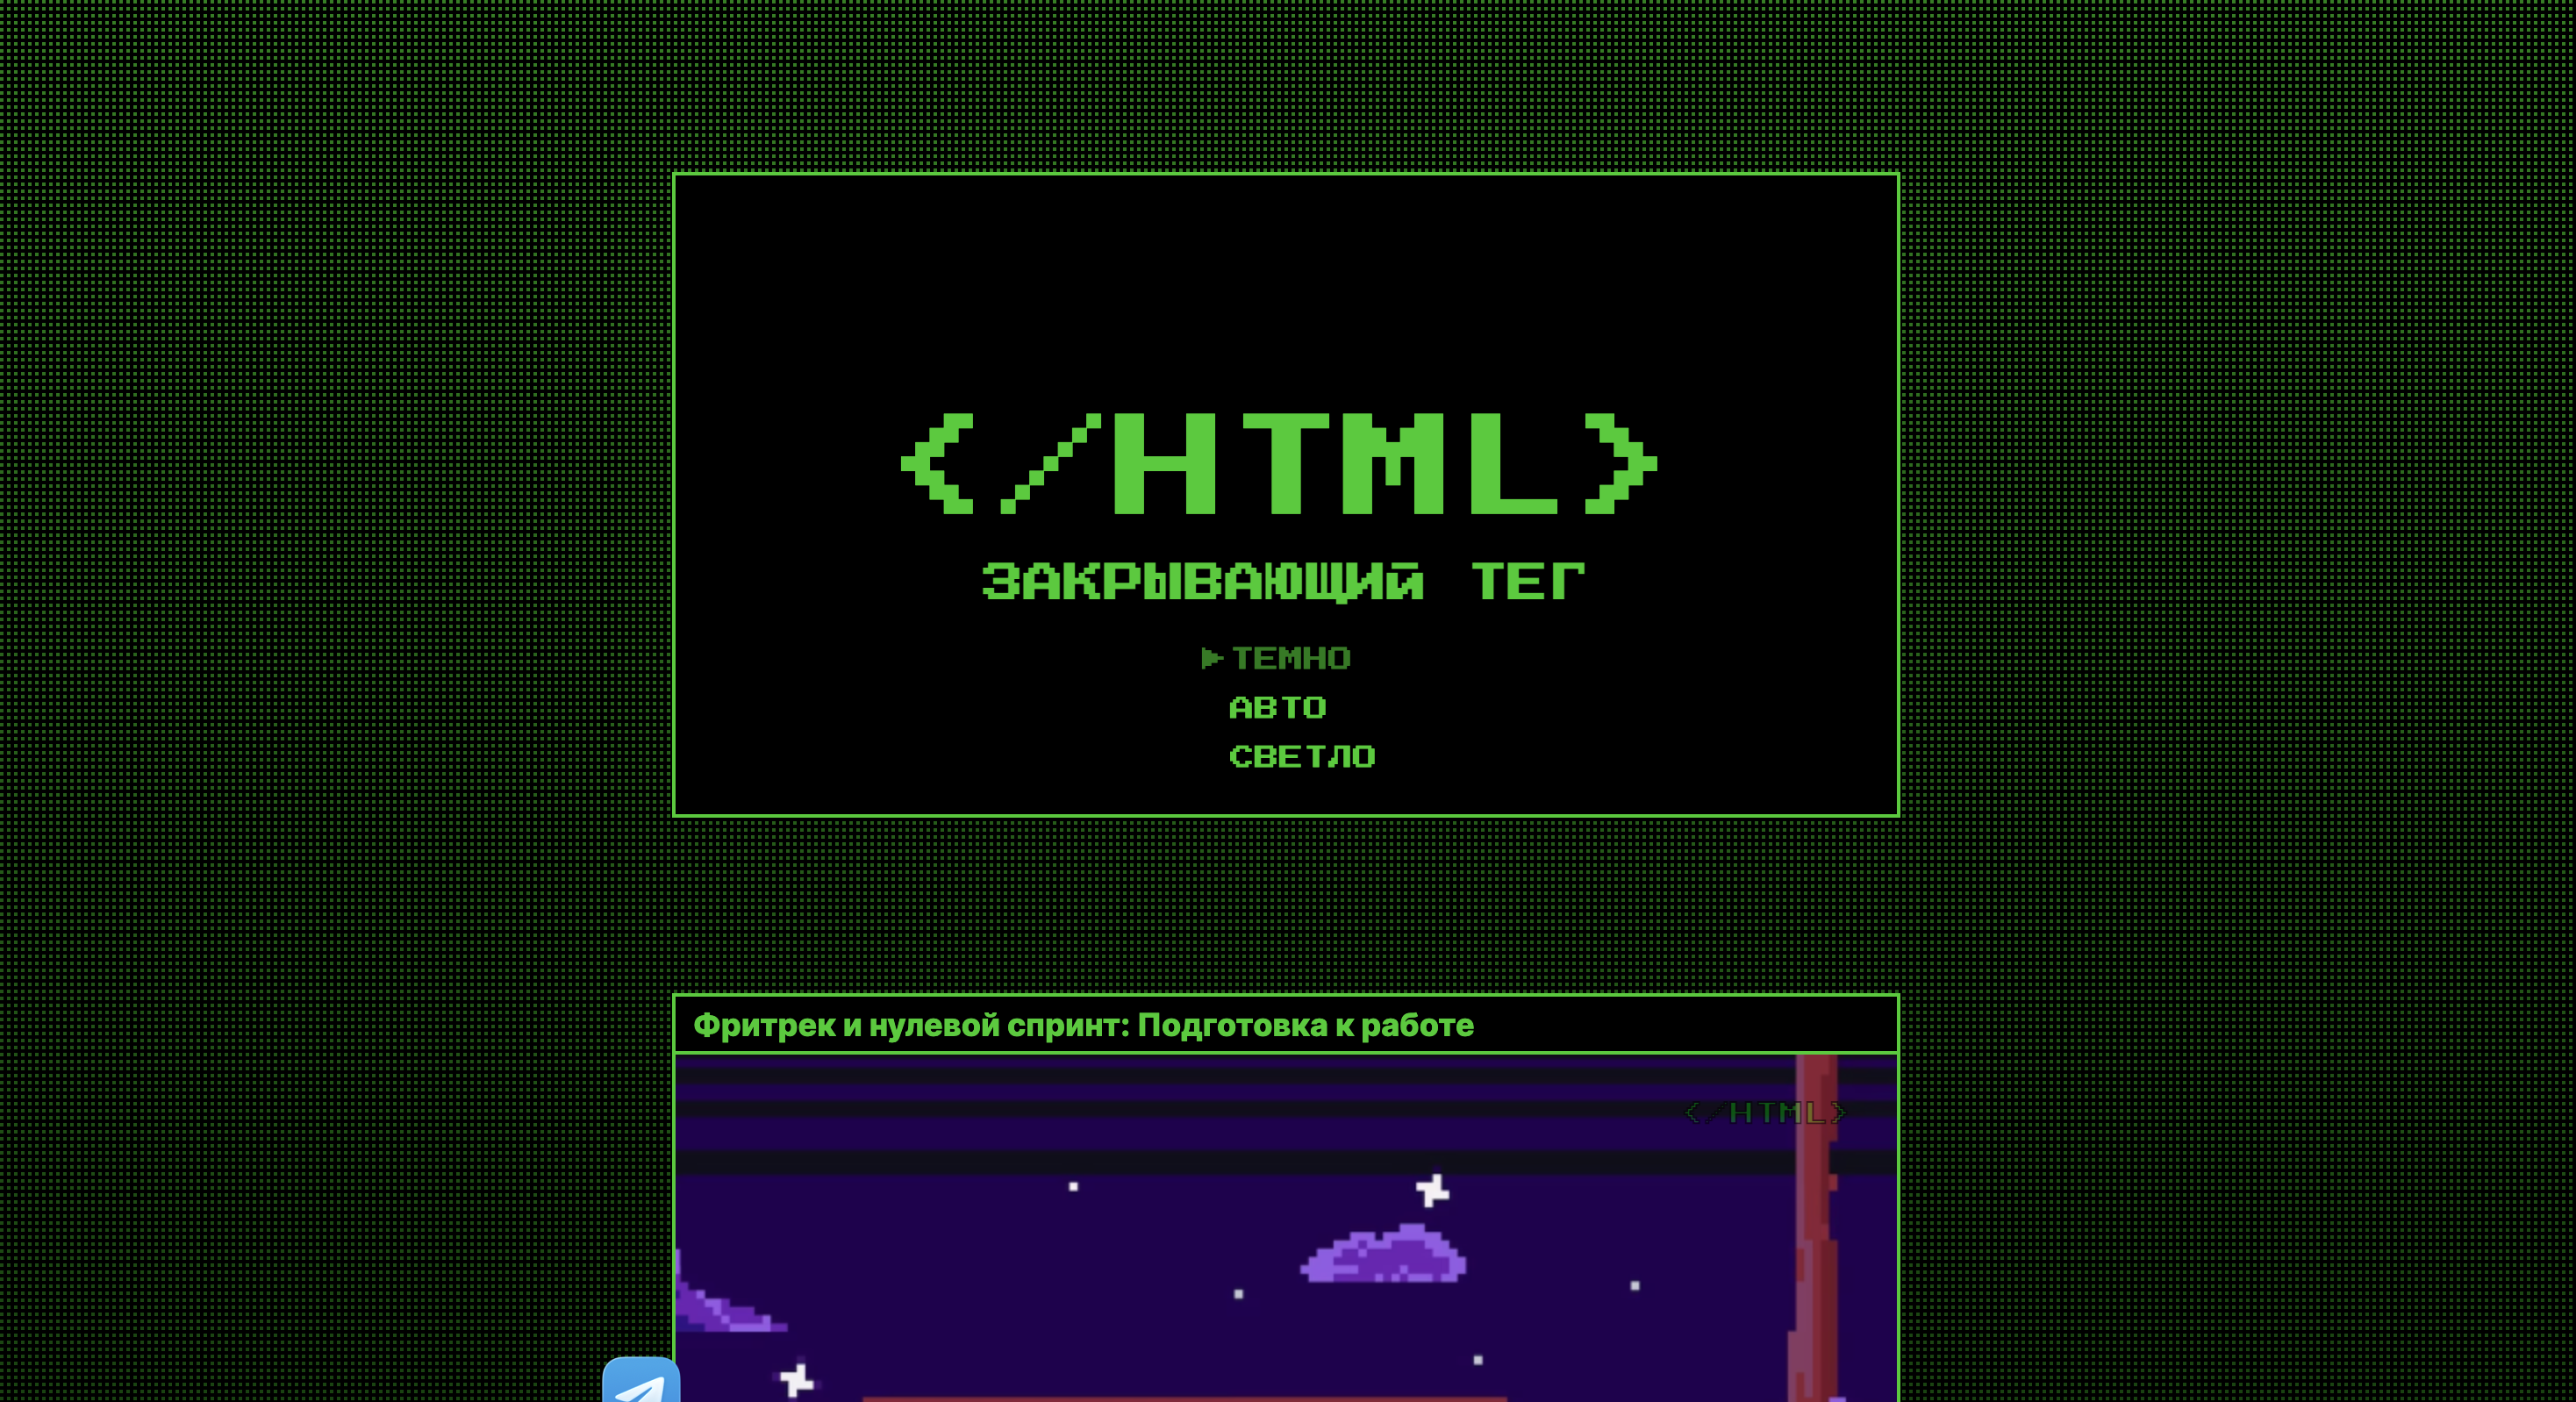 </HTML>
ЗАКРЫВАЮЩИЙ ТЕГ
ТЕМНО
АВТО
СВЕТЛО
Фритрек и нулевой спринт: Подготовка к работе
</HTML>